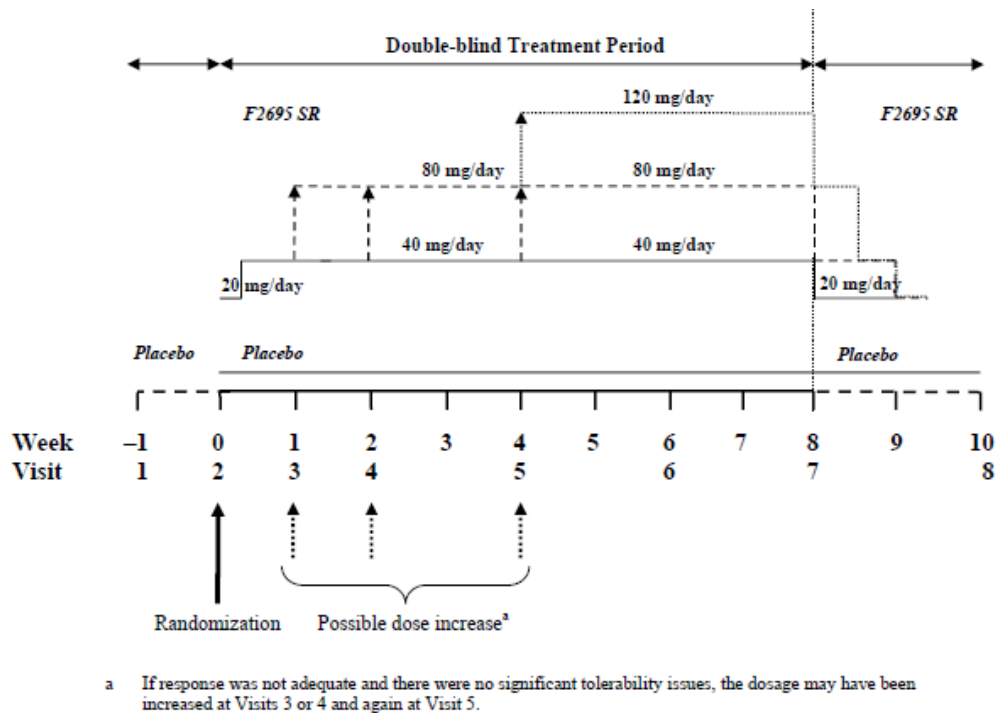 Double-blind Treatment Period
120 mg/day
F2695 SR
F2695 SR
80 mg/day
80 mg/day
40 mg/day
40 mg/day
20 mg/day
20 mg/day
Placebo
Placebo
Placebo
Week –1 0 1 2 3 4 5 6 7 8 9 10
Visit 1 2 3 4 5 6 7 8
Randomization
Possible dose increaseᵃ
a If response was not adequate and there were no significant tolerability issues, the dosage may have been
increased at Visits 3 or 4 and again at Visit 5.